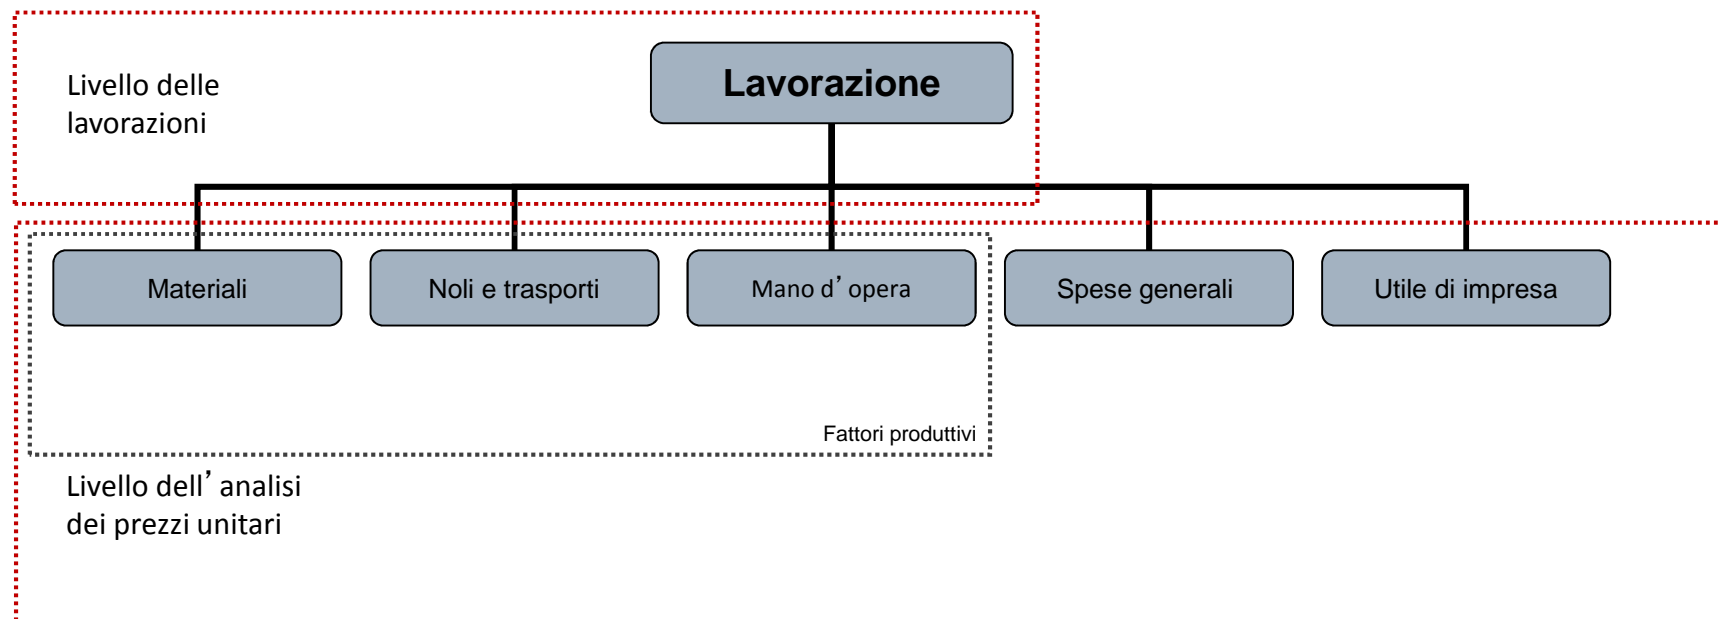 Livello delle
lavorazioni
Lavorazione
Materiali
Noli e trasporti
Mano d’ opera
Spese generali
Utile di impresa
Fattori produttivi
Livello dell’ analisi
dei prezzi unitari